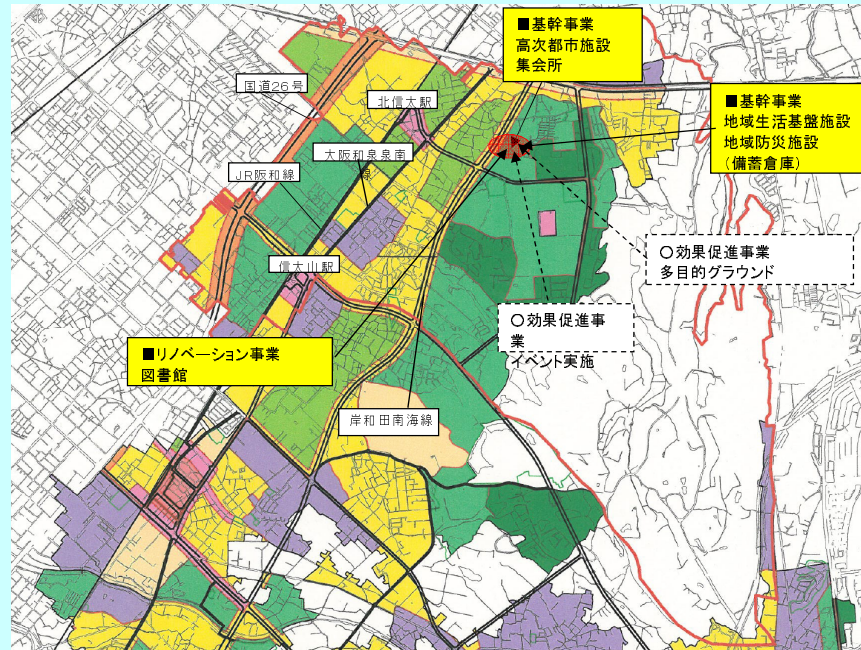 ■基幹事業
高次都市施設
集会所
国道26号
北信太駅
■基幹事業
地域生活基盤施設
地域防災施設
（備蓄倉庫）
大阪和泉泉南
線
JR阪和線
信太山駅
○効果促進事業
多目的グラウンド
○効果促進事
業
イベント実施
■リノベーション事業
図書館
岸和田南海線